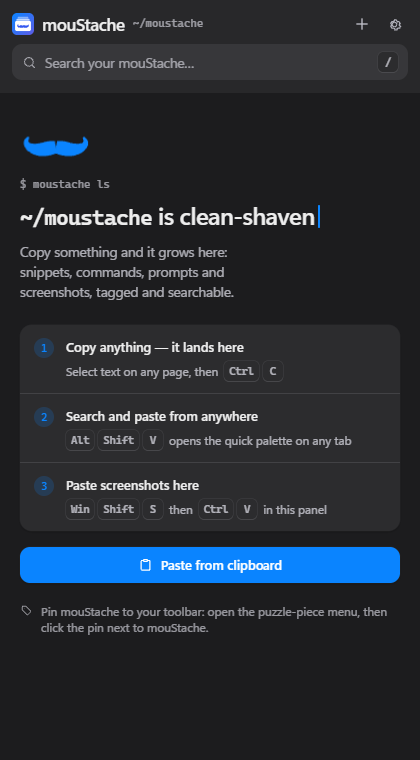 mouStache ~/moustache
Search your mouStache... /
$ moustache ls
~/moustache is clean-shaven
Copy something and it grows here:
snippets, commands, prompts and
screenshots, tagged and searchable.
1 Copy anything — it lands here
Select text on any page, then Ctrl C
2 Search and paste from anywhere
Alt Shift V opens the quick palette on any tab
3 Paste screenshots here
Win Shift S then Ctrl V in this panel
Paste from clipboard
Pin mouStache to your toolbar: open the puzzle-piece menu, then
click the pin next to mouStache.